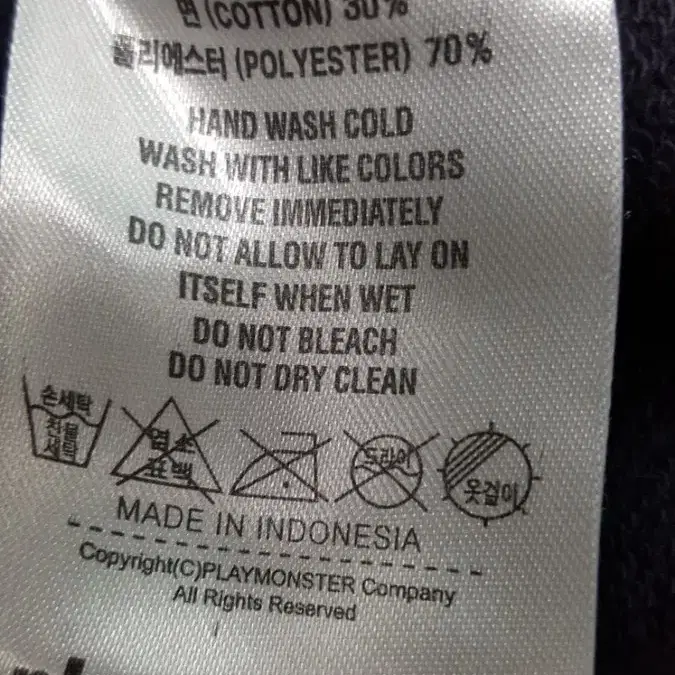 면 (COTTON) 30%
폴리에스터 (POLYESTER) 70%
HAND WASH COLD
WASH WITH LIKE COLORS
REMOVE IMMEDIATELY
DO NOT ALLOW TO LAY ON
ITSELF WHEN WET
DO NOT BLEACH
DO NOT DRY CLEAN
손세탁
찬물
세탁
염소
표백
드라이
옷걸이
MADE IN INDONESIA
Copyright(C)PLAYMONSTER Company
All Rights Reserved